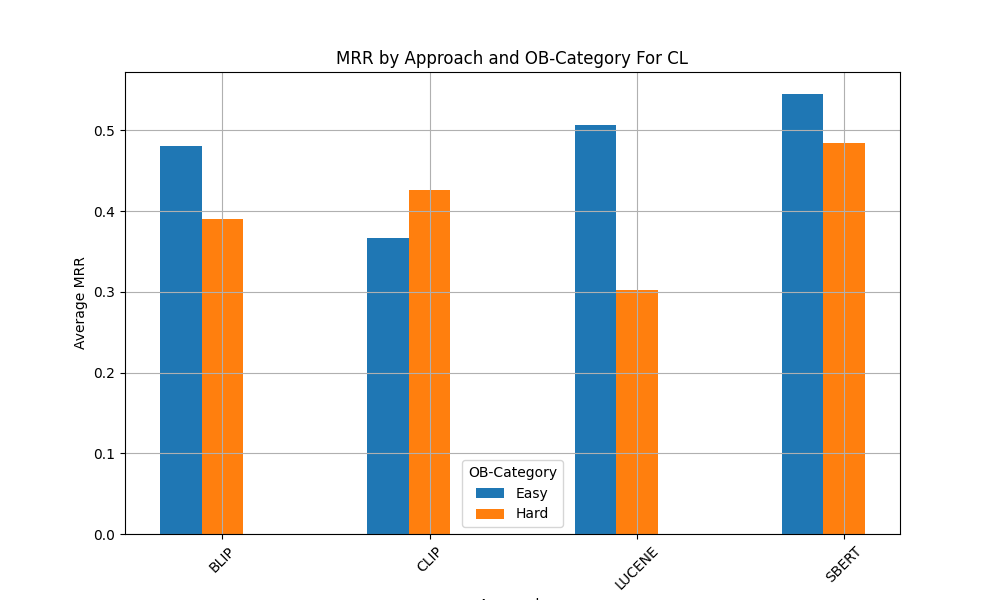 MRR by Approach and OB-Category For CL
Average MRR
0.5
0.4
0.3
0.2
0.1
0.0
OB-Category
Easy
Hard
BLIP
CLIP
LUCENE
SBERT